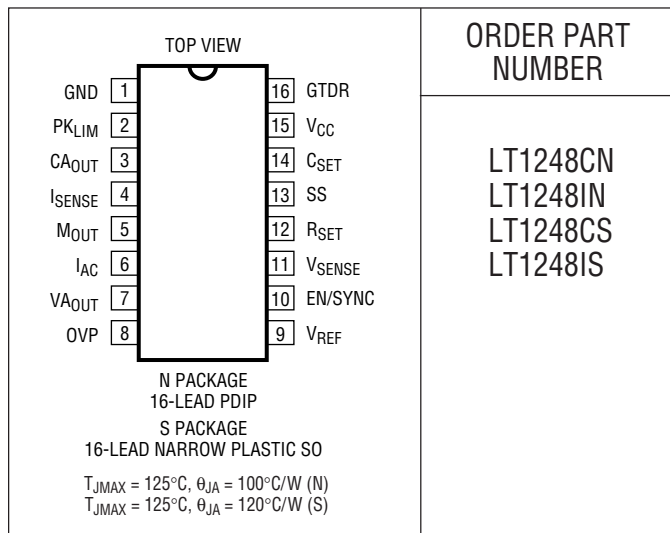 TOP VIEW
GND 1
PKLIM 2
CAOUT 3
ISENSE 4
MOUT 5
IAC 6
VAOUT 7
OVP 8
16 GTDR
15 VCC
14 CSET
13 SS
12 RSET
11 VSENSE
10 EN/SYNC
9 VREF
N PACKAGE
16-LEAD PDIP
S PACKAGE
16-LEAD NARROW PLASTIC SO
TJMAX = 125°C, θJA = 100°C/W (N)
TJMAX = 125°C, θJA = 120°C/W (S)
ORDER PART
NUMBER
LT1248CN
LT1248IN
LT1248CS
LT1248IS